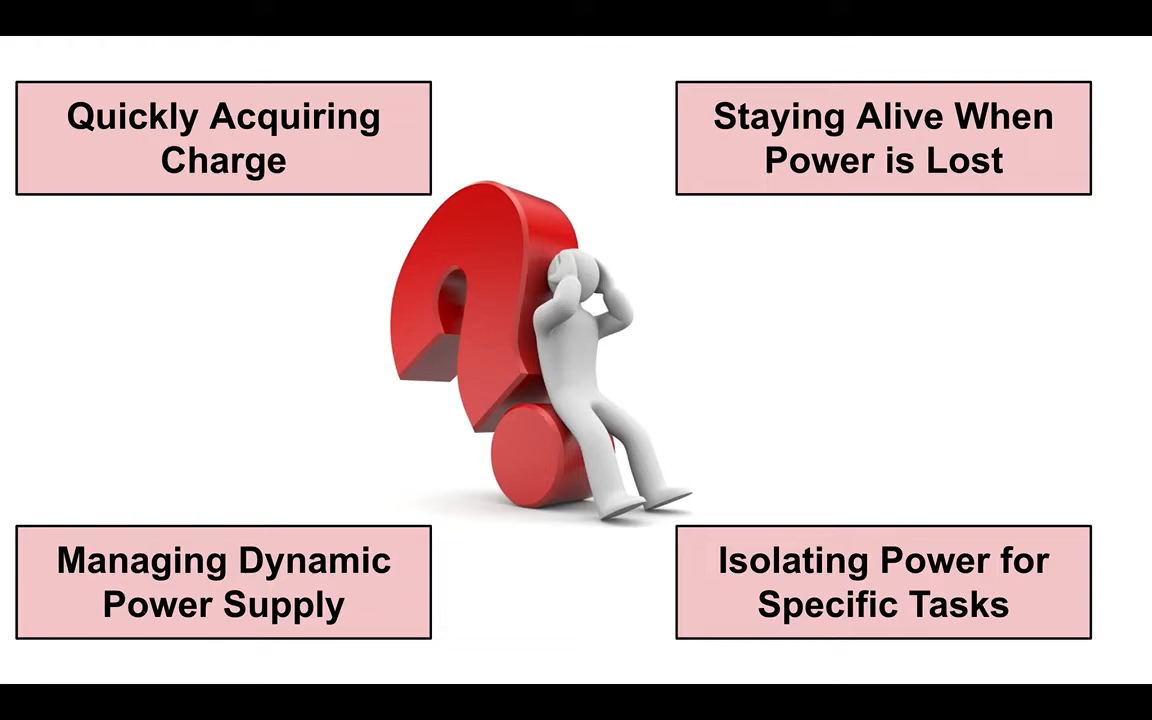 Quickly Acquiring
Charge
Staying Alive When
Power is Lost
Managing Dynamic
Power Supply
Isolating Power for
Specific Tasks